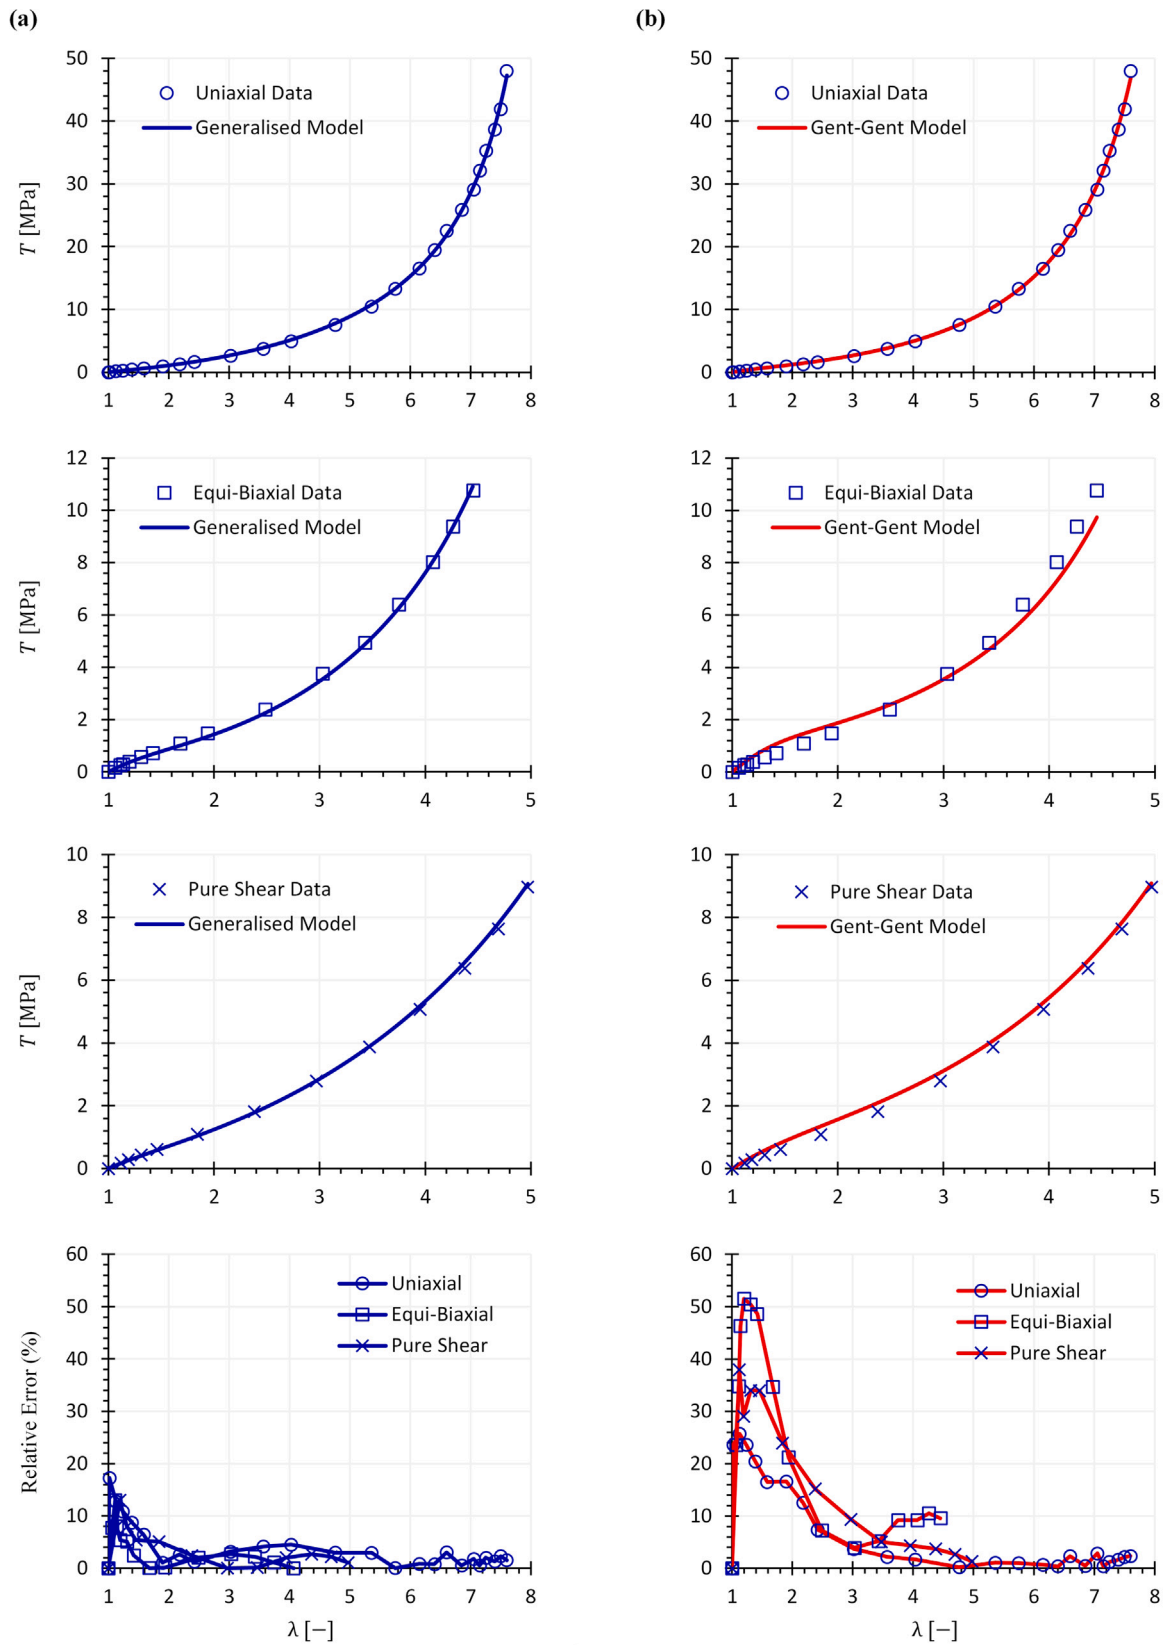 (a)
(b)
50
40
30
20
10
0
T [MPa]
Uniaxial Data
Generalised Model
1 2 3 4 5 6 7 8
50
40
30
20
10
0
Uniaxial Data
Gent-Gent Model
1 2 3 4 5 6 7 8
12
10
8
6
4
2
0
T [MPa]
Equi-Biaxial Data
Generalised Model
1 2 3 4 5
12
10
8
6
4
2
0
Equi-Biaxial Data
Gent-Gent Model
1 2 3 4 5
10
8
6
4
2
0
T [MPa]
Pure Shear Data
Generalised Model
1 2 3 4 5
10
8
6
4
2
0
Pure Shear Data
Gent-Gent Model
1 2 3 4 5
60
50
40
30
20
10
0
Relative Error (%)
Uniaxial
Equi-Biaxial
Pure Shear
1 2 3 4 5 6 7 8
λ [−]
60
50
40
30
20
10
0
Uniaxial
Equi-Biaxial
Pure Shear
1 2 3 4 5 6 7 8
λ [−]